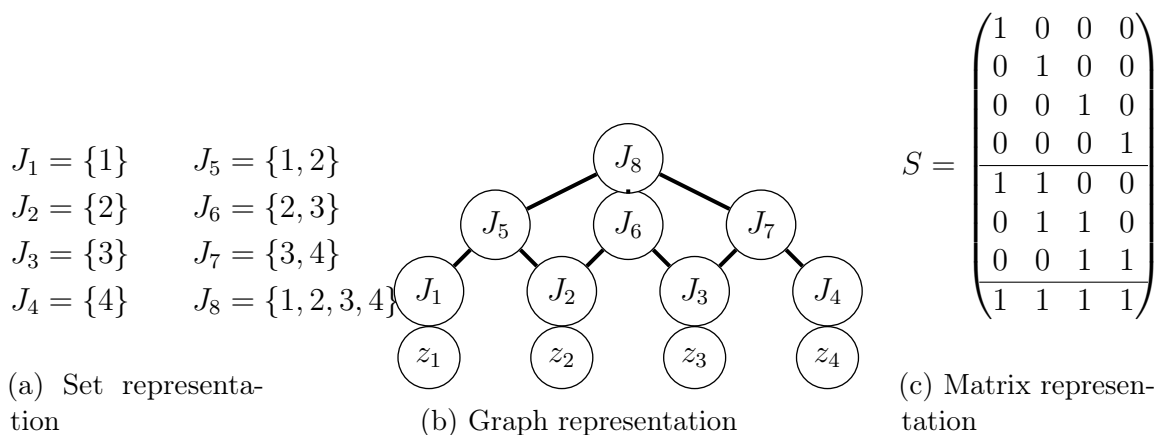 J₁ = {1} J₅ = {1, 2}
J₂ = {2} J₆ = {2, 3}
J₃ = {3} J₇ = {3, 4}
J₄ = {4} J₈ = {1, 2, 3, 4}
(a) Set representa-
tion
J₈
J₅ J₆ J₇
J₁ J₂ J₃ J₄
z₁ z₂ z₃ z₄
(b) Graph representation
1 0 0 0
0 1 0 0
0 0 1 0
0 0 0 1
S =
1 1 0 0
0 1 1 0
0 0 1 1
1 1 1 1
(c) Matrix represen-
tation